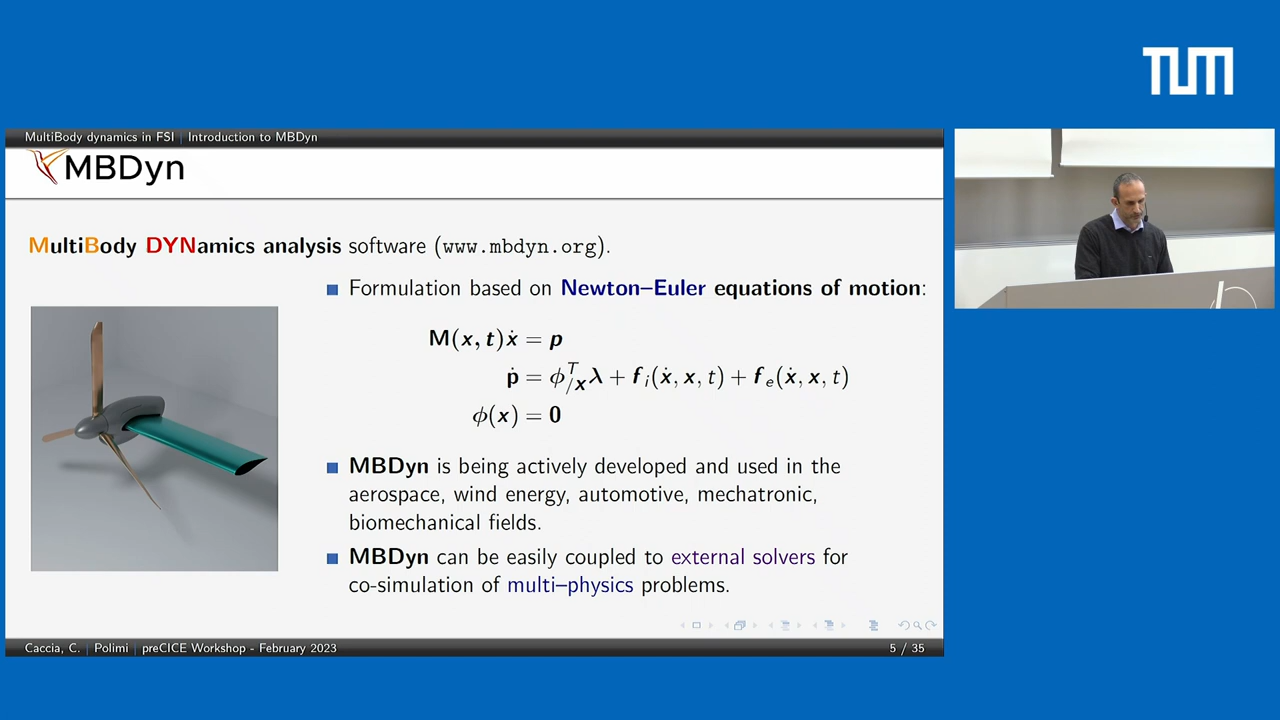 TUM
MultiBody dynamics in FSI | Introduction to MBDyn
MBDyn
MultiBody DYNamics analysis software (www.mbdyn.org).
Formulation based on Newton–Euler equations of motion:
M(x, t)ẋ = p
ṗ = ϕᵀ/x λ + f i(ẋ, x, t) + f e(ẋ, x, t)
ϕ(x) = 0
MBDyn is being actively developed and used in the
aerospace, wind energy, automotive, mechatronic,
biomechanical fields.
MBDyn can be easily coupled to external solvers for
co-simulation of multi–physics problems.
Caccia, C. | Polimi | preCICE Workshop - February 2023
5 / 35